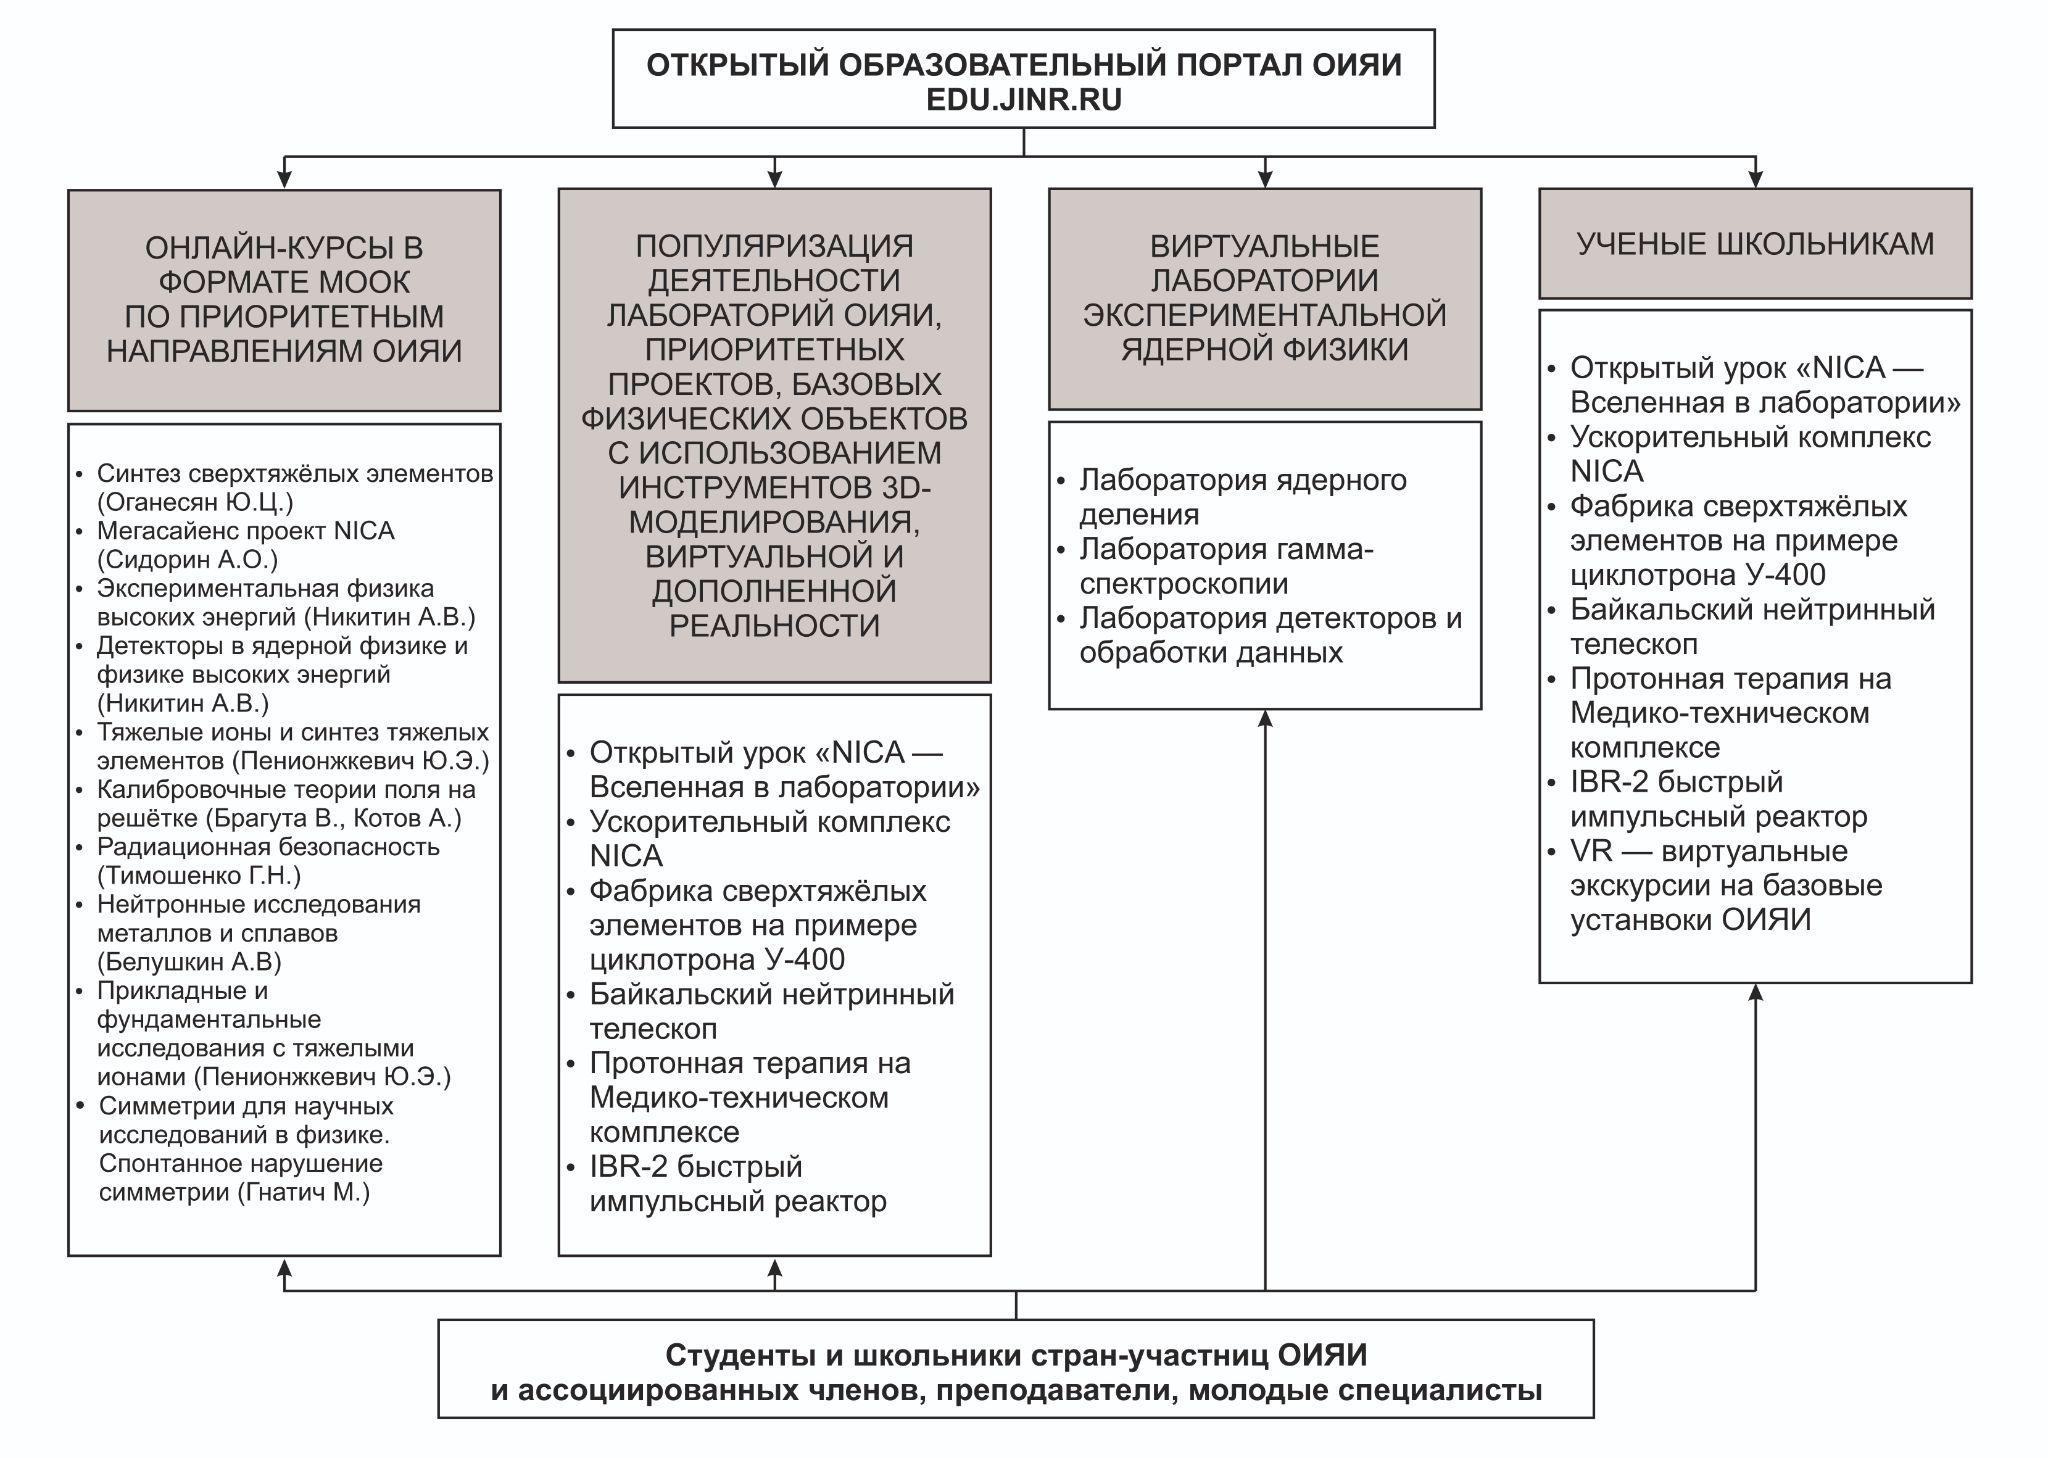 ОТКРЫТЫЙ ОБРАЗОВАТЕЛЬНЫЙ ПОРТАЛ ОИЯИ
EDU.JINR.RU
ОНЛАЙН-КУРСЫ В
ФОРМАТЕ МООК
ПО ПРИОРИТЕТНЫМ
НАПРАВЛЕНИЯМ ОИЯИ
• Синтез сверхтяжёлых элементов
(Оганесян Ю.Ц.)
• Мегасайенс проект NICA
(Сидорин А.О.)
• Экспериментальная физика
высоких энергий (Никитин А.В.)
• Детекторы в ядерной физике и
физике высоких энергий
(Никитин А.В.)
• Тяжелые ионы и синтез тяжелых
элементов (Пенионжкевич Ю.Э.)
• Калибровочные теории поля на
решётке (Брагута В., Котов А.)
• Радиационная безопасность
(Тимошенко Г.Н.)
• Нейтронные исследования
металлов и сплавов
(Белушкин А.В)
• Прикладные и
фундаментальные
исследования с тяжелыми
ионами (Пенионжкевич Ю.Э.)
• Симметрии для научных
исследований в физике.
Спонтанное нарушение
симметрии (Гнатич М.)
ПОПУЛЯРИЗАЦИЯ
ДЕЯТЕЛЬНОСТИ
ЛАБОРАТОРИЙ ОИЯИ,
ПРИОРИТЕТНЫХ
ПРОЕКТОВ, БАЗОВЫХ
ФИЗИЧЕСКИХ ОБЪЕКТОВ
С ИСПОЛЬЗОВАНИЕМ
ИНСТРУМЕНТОВ 3D-
МОДЕЛИРОВАНИЯ,
ВИРТУАЛЬНОЙ И
ДОПОЛНЕННОЙ
РЕАЛЬНОСТИ
• Открытый урок «NICA —
Вселенная в лаборатории»
• Ускорительный комплекс
NICA
• Фабрика сверхтяжёлых
элементов на примере
циклотрона У-400
• Байкальский нейтринный
телескоп
• Протонная терапия на
Медико-техническом
комплексе
• IBR-2 быстрый
импульсный реактор
ВИРТУАЛЬНЫЕ
ЛАБОРАТОРИИ
ЭКСПЕРИМЕНТАЛЬНОЙ
ЯДЕРНОЙ ФИЗИКИ
• Лаборатория ядерного
деления
• Лаборатория гамма-
спектроскопии
• Лаборатория детекторов и
обработки данных
УЧЕНЫЕ ШКОЛЬНИКАМ
• Открытый урок «NICA —
Вселенная в лаборатории»
• Ускорительный комплекс
NICA
• Фабрика сверхтяжёлых
элементов на примере
циклотрона У-400
• Байкальский нейтринный
телескоп
• Протонная терапия на
Медико-техническом
комплексе
• IBR-2 быстрый
импульсный реактор
• VR — виртуальные
экскурсии на базовые
устанвоки ОИЯИ
Студенты и школьники стран-участниц ОИЯИ
и ассоциированных членов, преподаватели, молодые специалисты